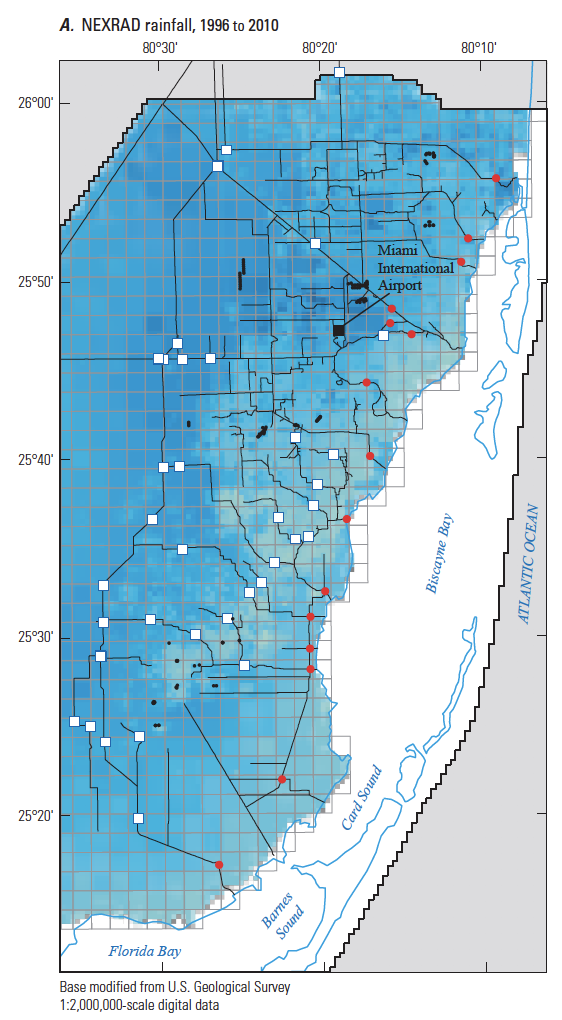 A. NEXRAD rainfall, 1996 to 2010
80°30' 80°20' 80°10'
26°00'
Miami
International
Airport
25°50'
25°40'
ATLANTIC OCEAN
Biscayne Bay
25°30'
Card Sound
25°20'
Barnes
Sound
Florida Bay
Base modified from U.S. Geological Survey
1:2,000,000-scale digital data